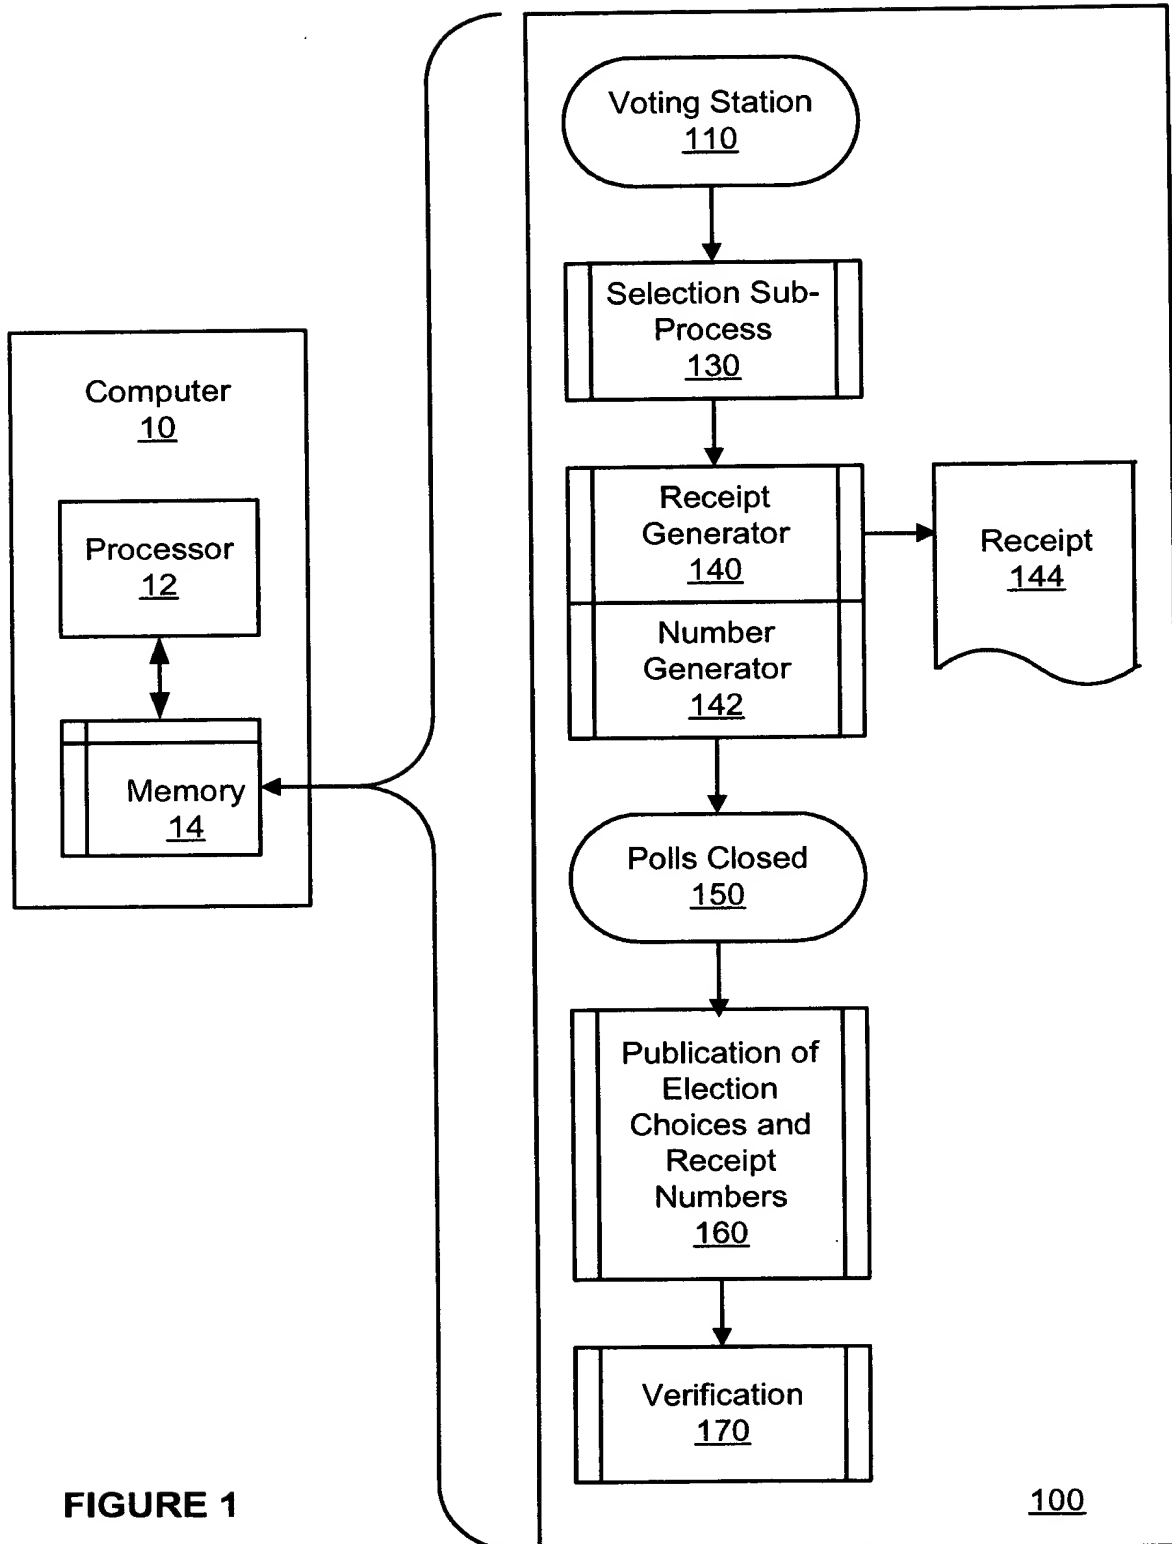 Computer
10
Processor
12
Memory
14
Voting Station
110
Selection Sub-
Process
130
Receipt
Generator
140
Number
Generator
142
Receipt
144
Polls Closed
150
Publication of
Election
Choices and
Receipt
Numbers
160
Verification
170
FIGURE 1
100